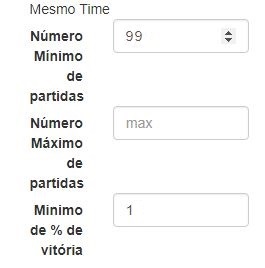 Mesmo Time
Número
Mínimo
de
partidas
99
Número
Máximo
de
partidas
max
Minimo
de % de
vitória
1